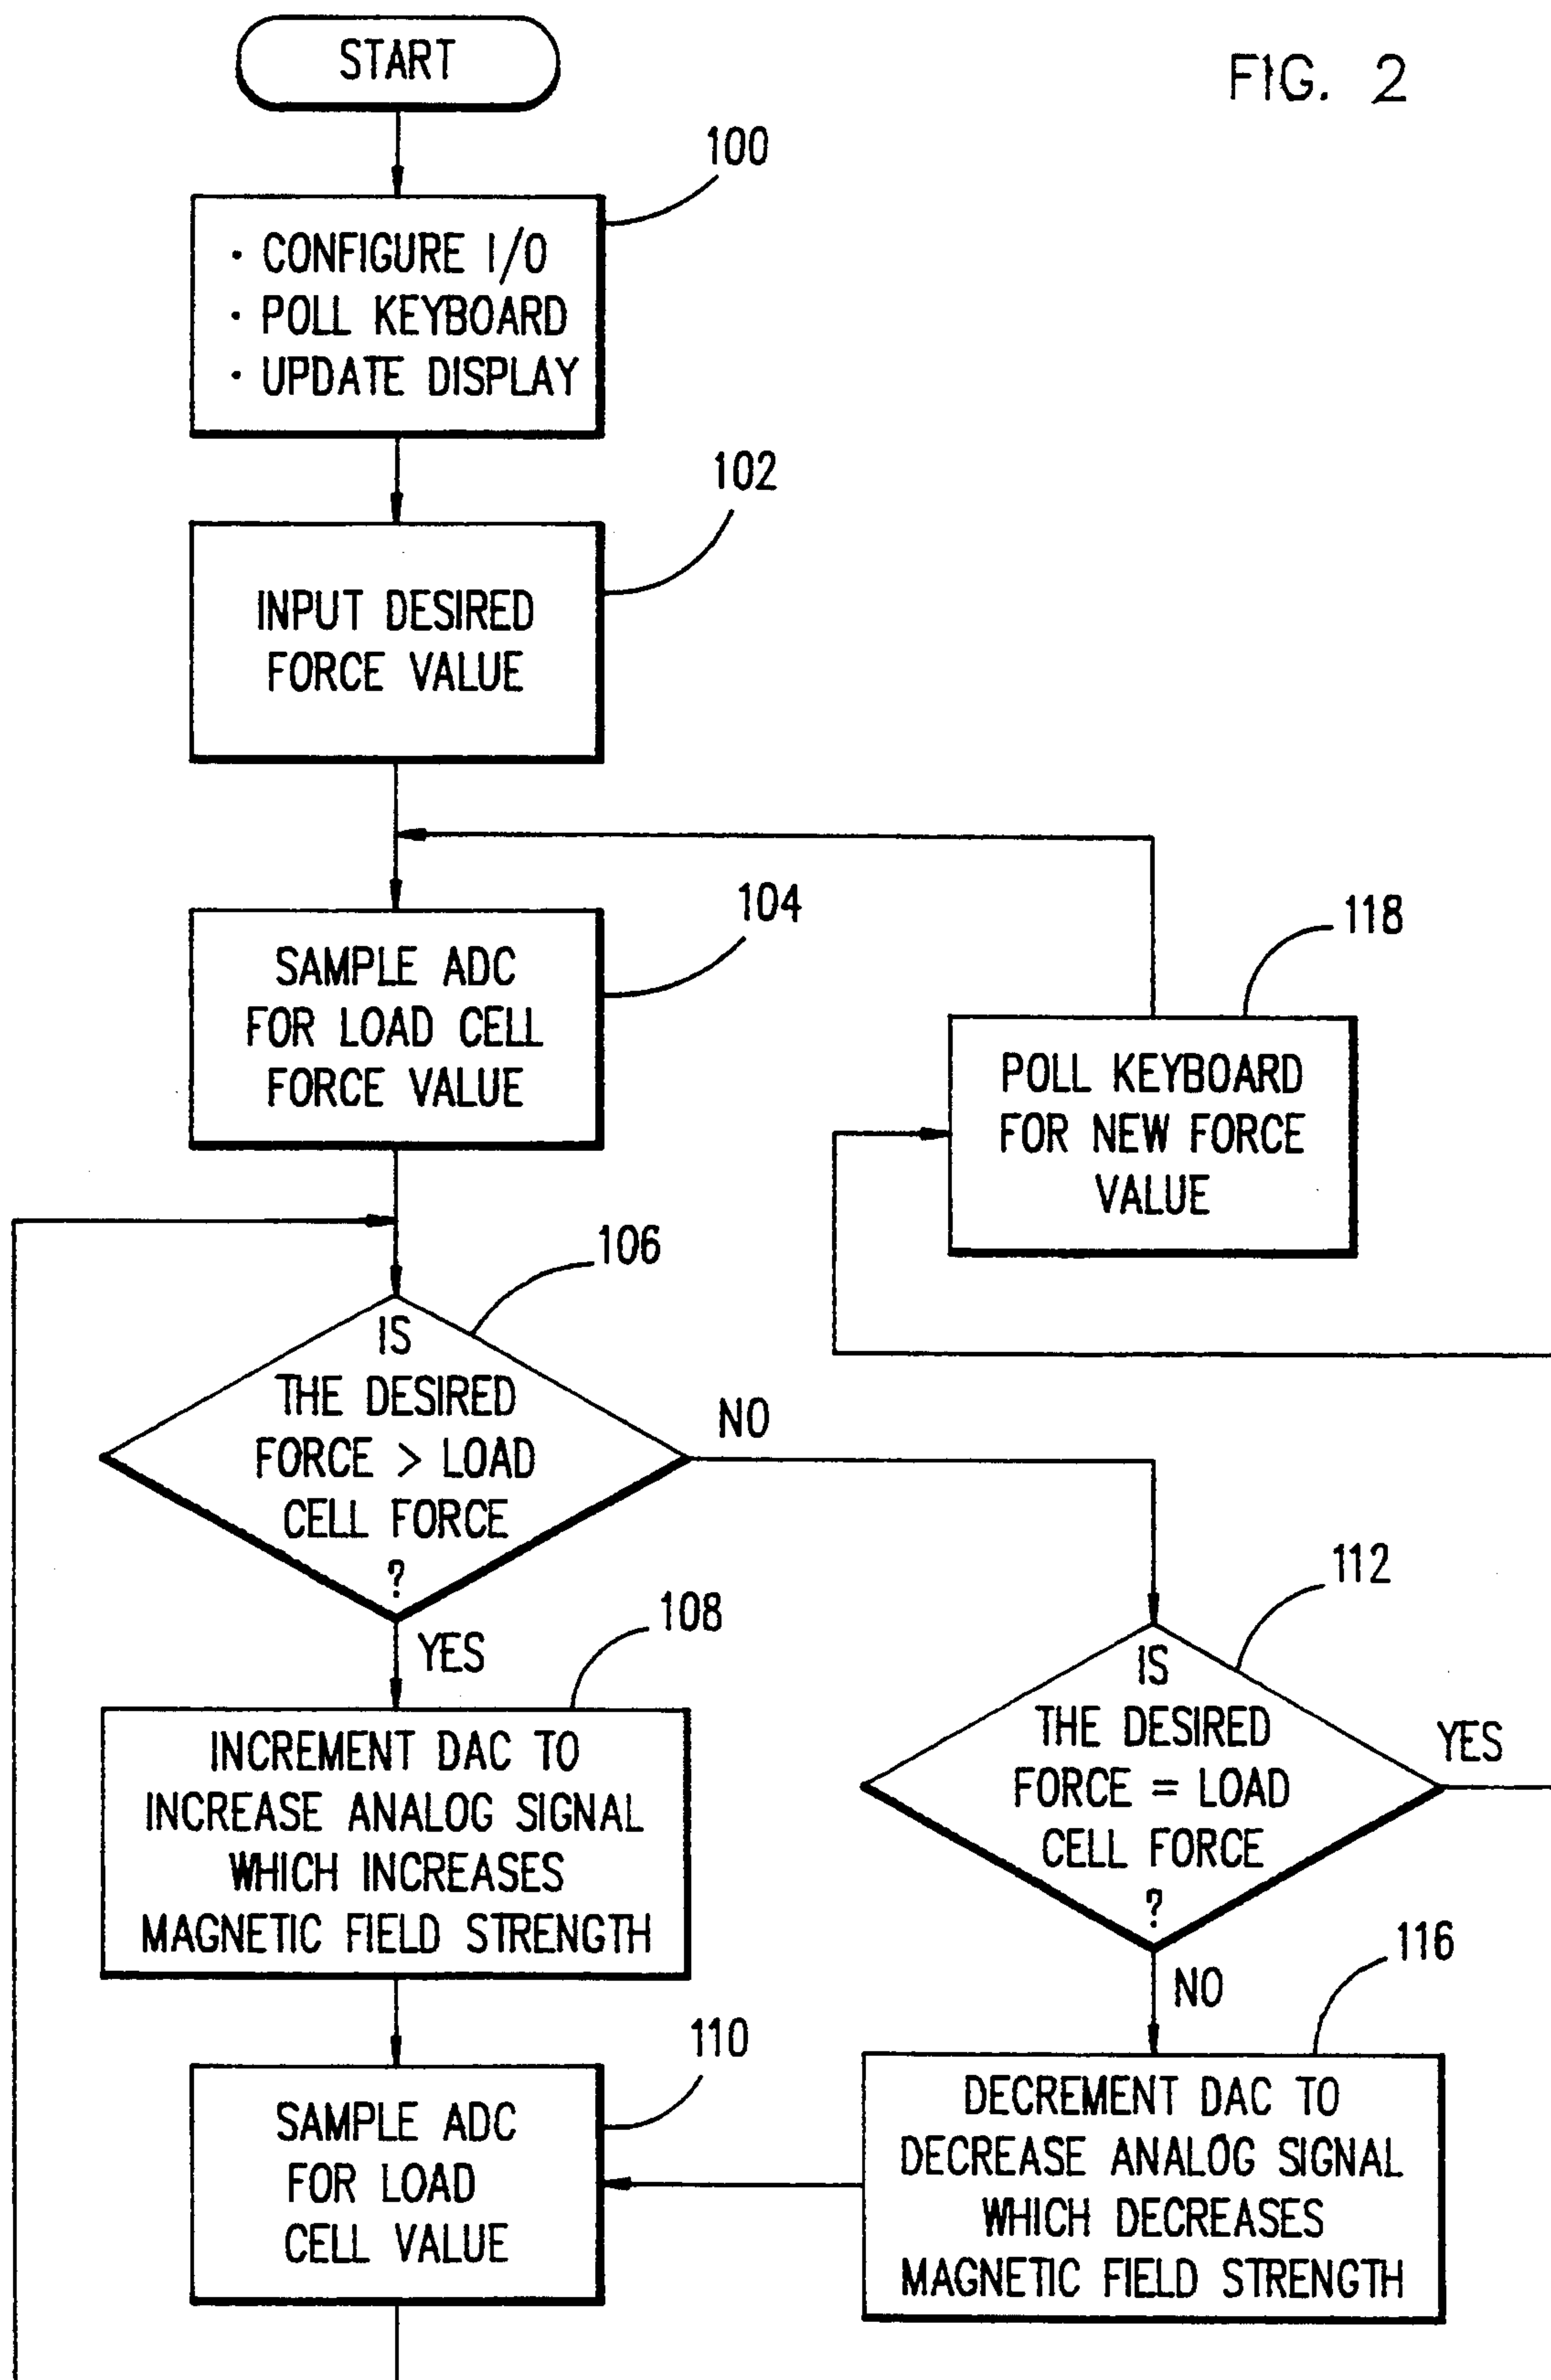 START
FIG. 2
100
· CONFIGURE I/O
· POLL KEYBOARD
· UPDATE DISPLAY
102
INPUT DESIRED
FORCE VALUE
104
SAMPLE ADC
FOR LOAD CELL
FORCE VALUE
118
POLL KEYBOARD
FOR NEW FORCE
VALUE
106
IS
THE DESIRED
FORCE > LOAD
CELL FORCE
?
NO
YES
108
INCREMENT DAC TO
INCREASE ANALOG SIGNAL
WHICH INCREASES
MAGNETIC FIELD STRENGTH
112
IS
THE DESIRED
FORCE = LOAD
CELL FORCE
?
YES
NO
116
DECREMENT DAC TO
DECREASE ANALOG SIGNAL
WHICH DECREASES
MAGNETIC FIELD STRENGTH
110
SAMPLE ADC
FOR LOAD
CELL VALUE